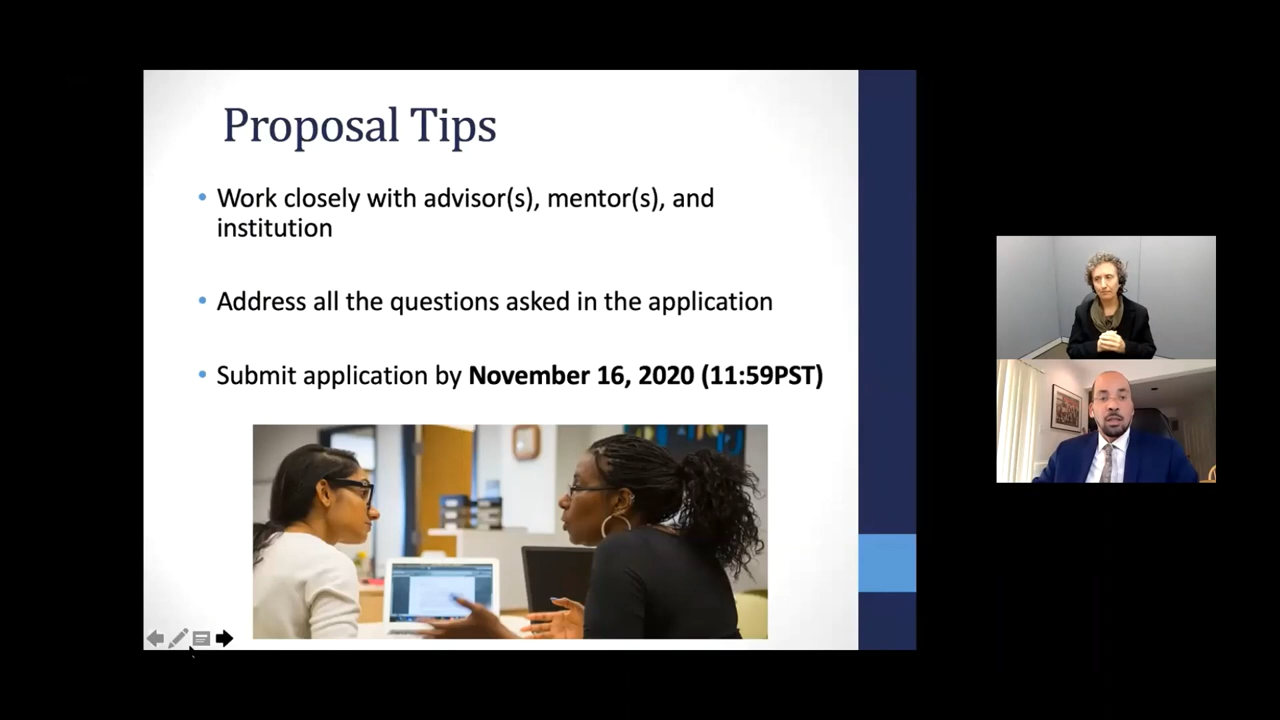 Proposal Tips
• Work closely with advisor(s), mentor(s), and
institution
• Address all the questions asked in the application
• Submit application by November 16, 2020 (11:59PST)